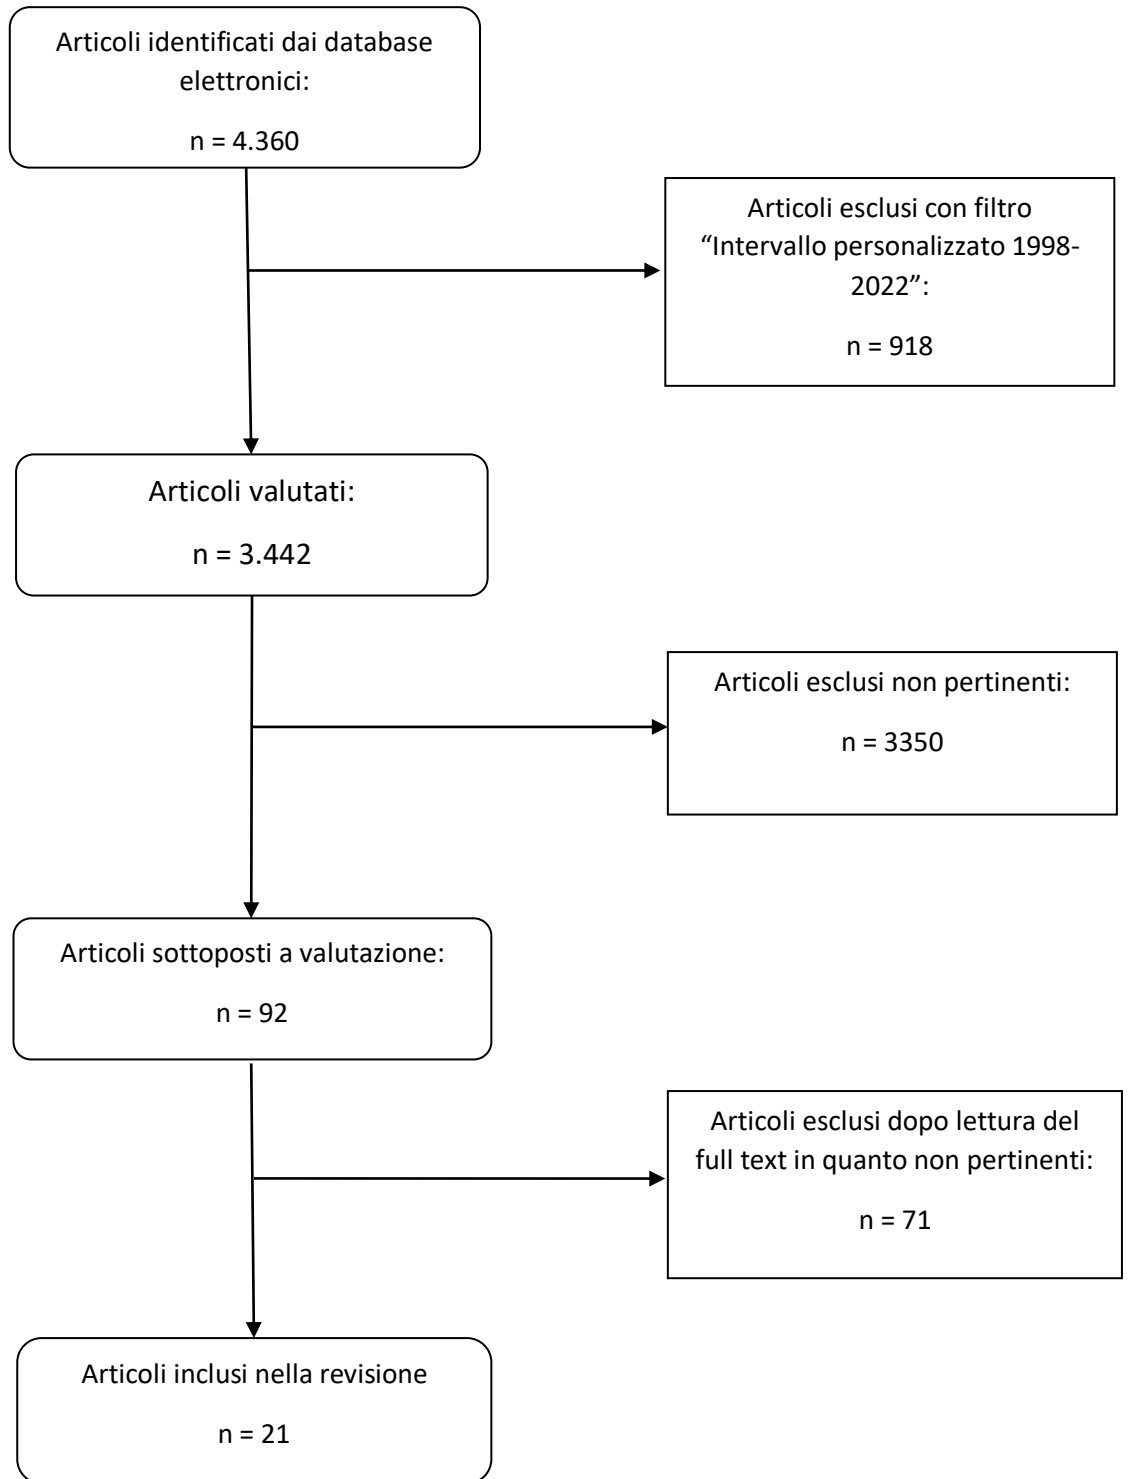 Articoli identificati dai database
elettronici:
n = 4.360
Articoli esclusi con filtro
“Intervallo personalizzato 1998-
2022”:
n = 918
Articoli valutati:
n = 3.442
Articoli esclusi non pertinenti:
n = 3350
Articoli sottoposti a valutazione:
n = 92
Articoli esclusi dopo lettura del
full text in quanto non pertinenti:
n = 71
Articoli inclusi nella revisione
n = 21